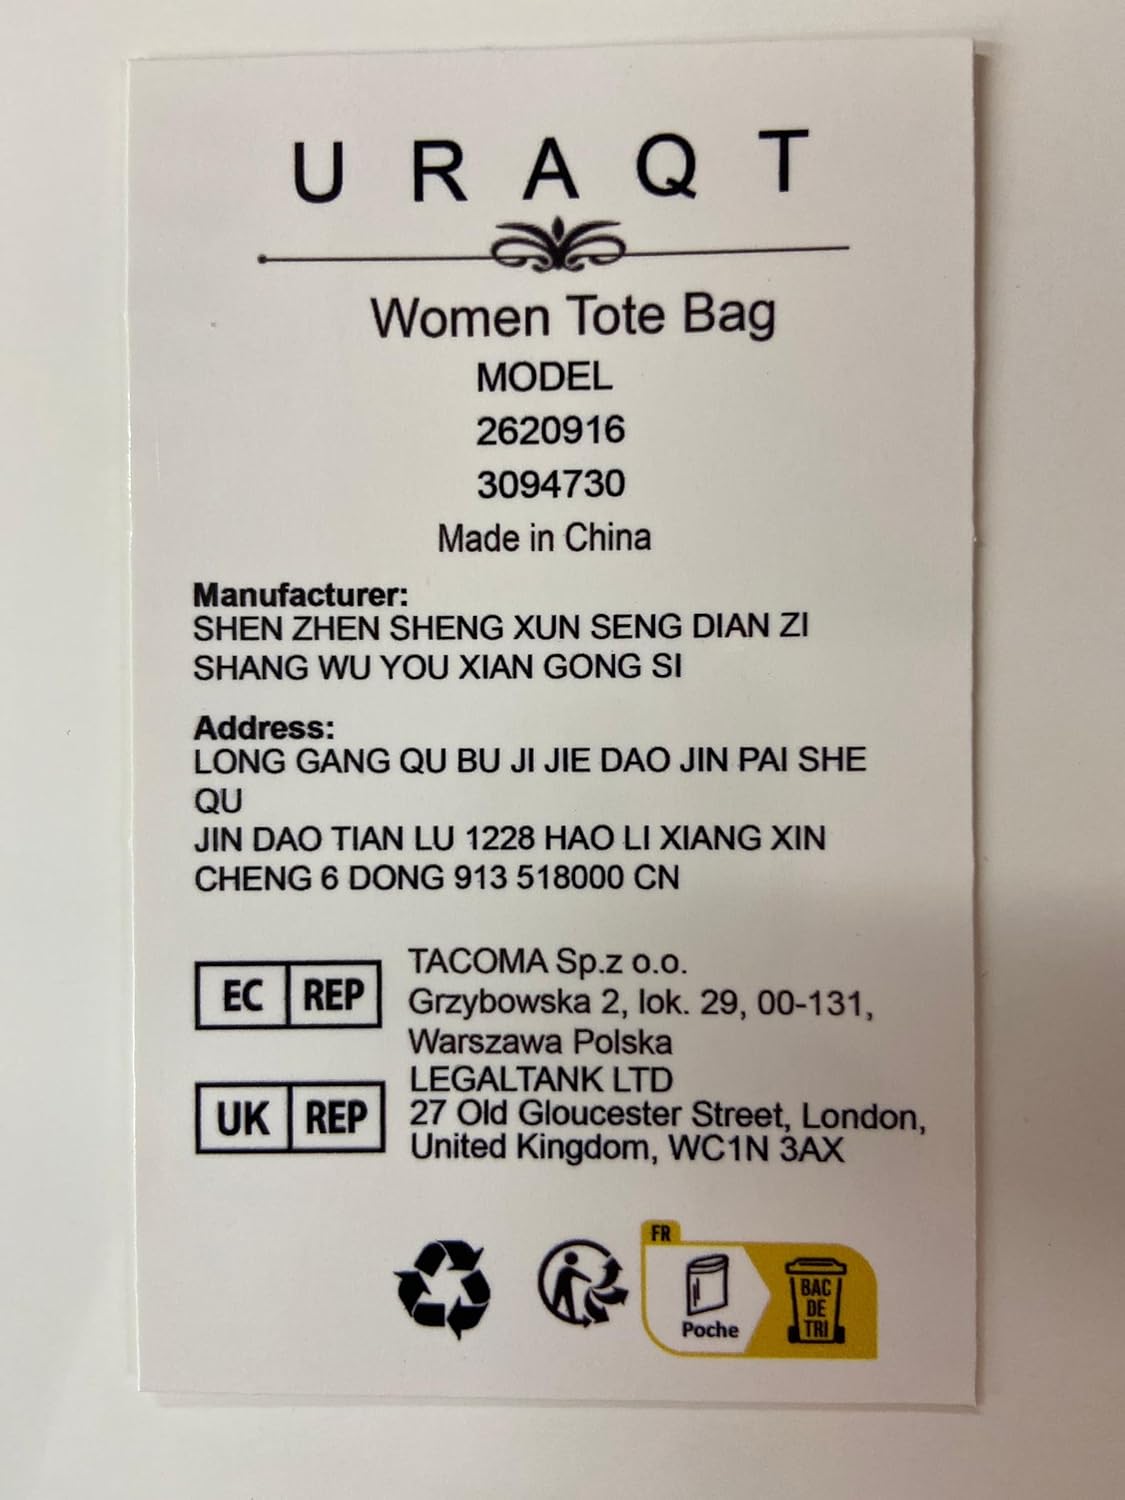 URAQT
Women Tote Bag
MODEL
2620916
3094730
Made in China
Manufacturer:
SHEN ZHEN SHENG XUN SENG DIAN ZI
SHANG WU YOU XIAN GONG SI
Address:
LONG GANG QU BU JI JIE DAO JIN PAI SHE
QU
JIN DAO TIAN LU 1228 HAO LI XIANG XIN
CHENG 6 DONG 913 518000 CN
EC REP
TACOMA Sp.z o.o.
Grzybowska 2, lok. 29, 00-131,
Warszawa Polska
UK REP
LEGALTANK LTD
27 Old Gloucester Street, London,
United Kingdom, WC1N 3AX
FR
Poche
BAC
DE
TRI